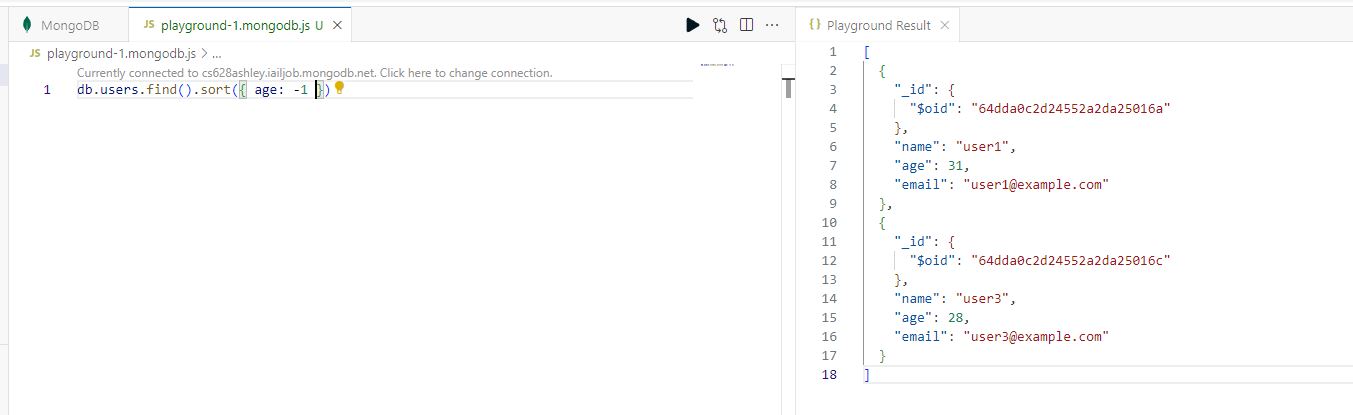 MongoDB
JS playground-1.mongodb.js U
JS playground-1.mongodb.js > ...
Currently connected to cs628ashley.iailjob.mongodb.net. Click here to change connection.
1 db.users.find().sort({ age: -1 })
{} Playground Result
1 [
2 {
3 "_id": {
4 "$oid": "64dda0c2d24552a2da25016a"
5 },
6 "name": "user1",
7 "age": 31,
8 "email": "user1@example.com"
9 },
10 {
11 "_id": {
12 "$oid": "64dda0c2d24552a2da25016c"
13 },
14 "name": "user3",
15 "age": 28,
16 "email": "user3@example.com"
17 }
18 ]